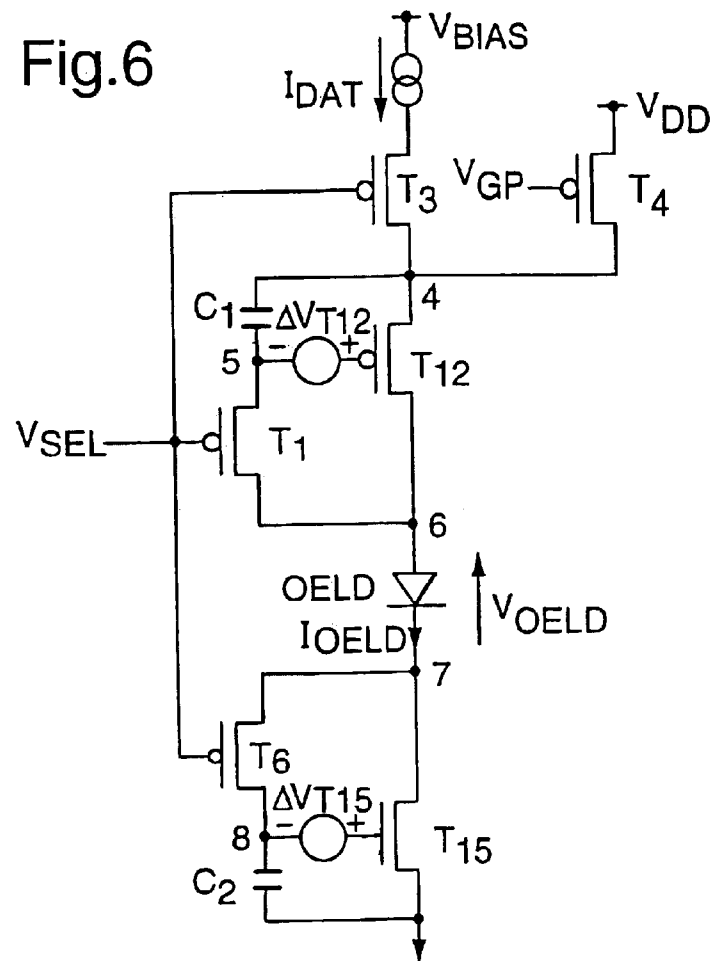 Fig.6
VBIAS
IDAT
VDD
T3
VGP
T4
4
C1
ΔVT12
5
- +
T12
VSEL
T1
6
OELD
VOELD
IOELD
7
T6
ΔVT15
8
- +
T15
C2